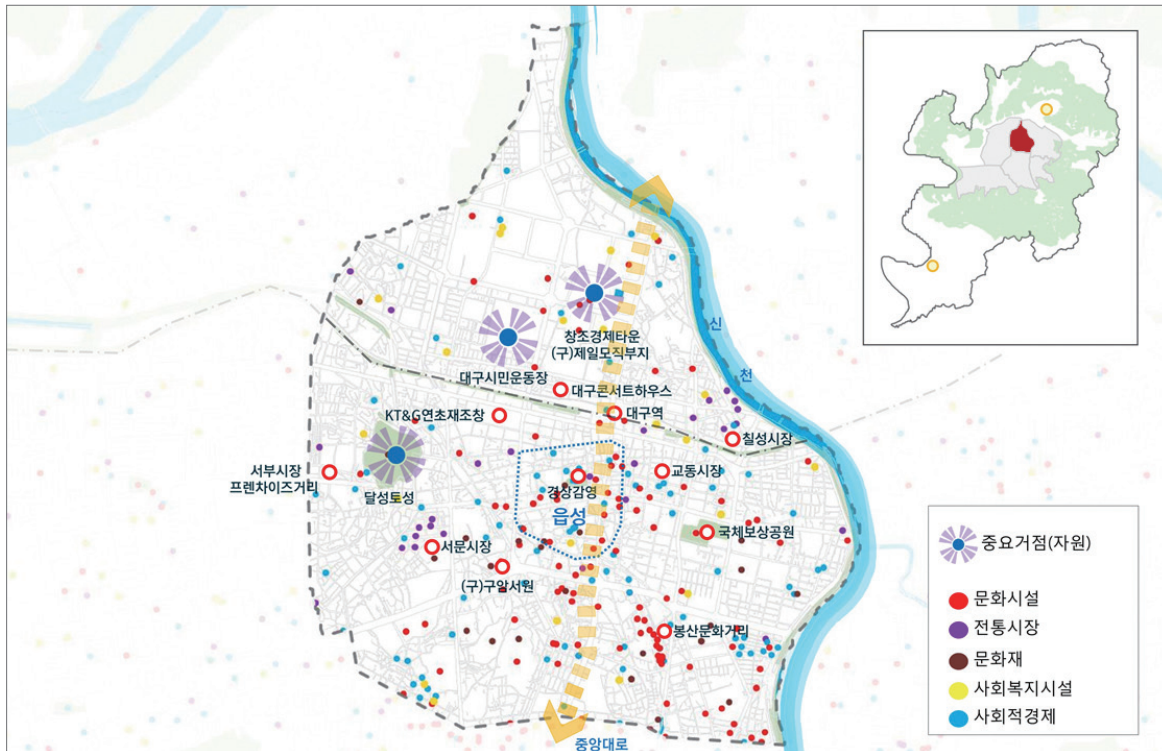 신
천
창조경제타운
(구)제일모직부지
대구시민운동장
대구콘서트하우스
KT&G연초재조창
대구역
칠성시장
서부시장
프렌차이즈거리
달성토성
경상감영
교동시장
읍성
국체보상공원
서문시장
(구)구암서원
봉산문화거리
중앙대로
중요거점(자원)
문화시설
전통시장
문화재
사회복지시설
사회적경제